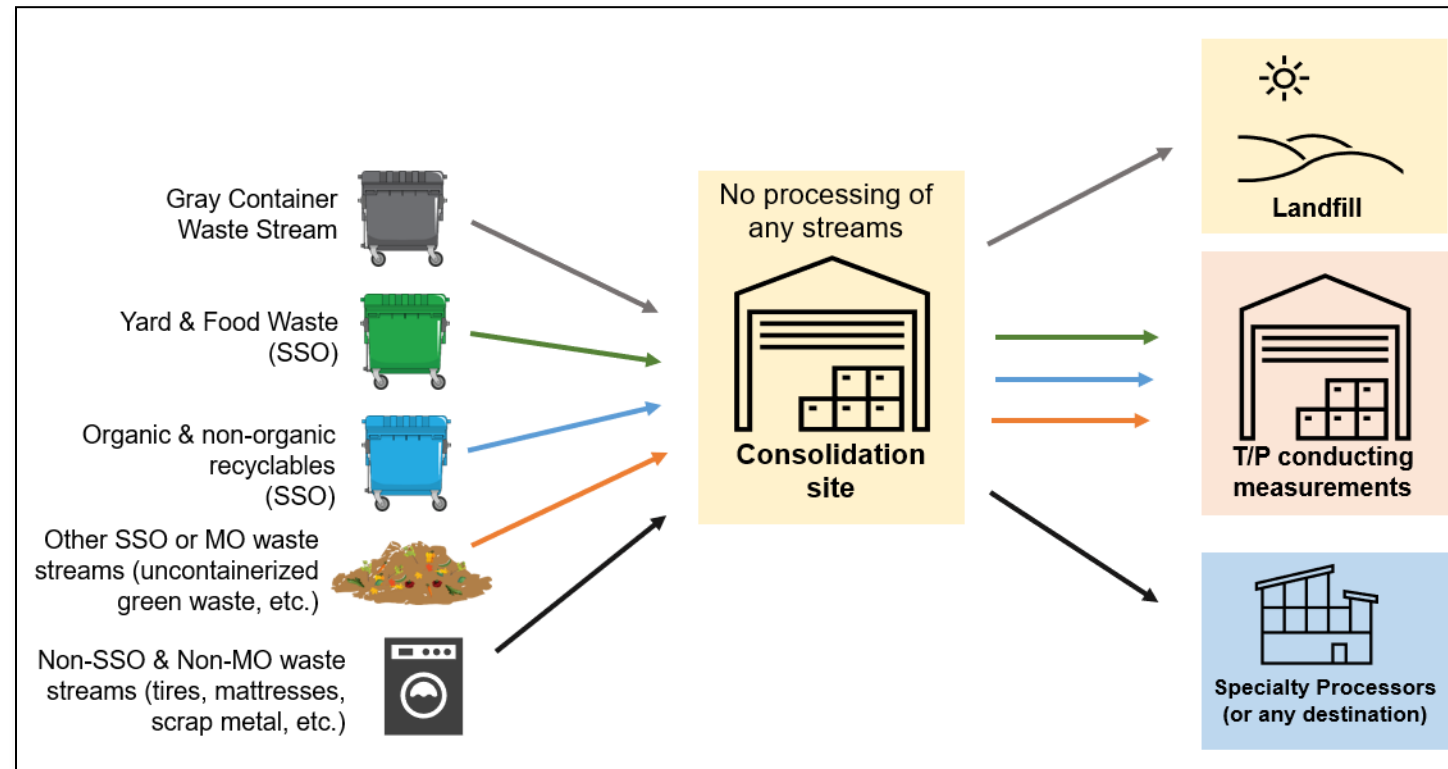 Gray Container
Waste Stream
Yard & Food Waste
(SSO)
Organic & non-organic
recyclables
(SSO)
Other SSO or MO waste
streams (uncontainerized
green waste, etc.)
Non-SSO & Non-MO waste
streams (tires, mattresses,
scrap metal, etc.)
No processing of
any streams
Consolidation
site
Landfill
T/P conducting
measurements
Specialty Processors
(or any destination)